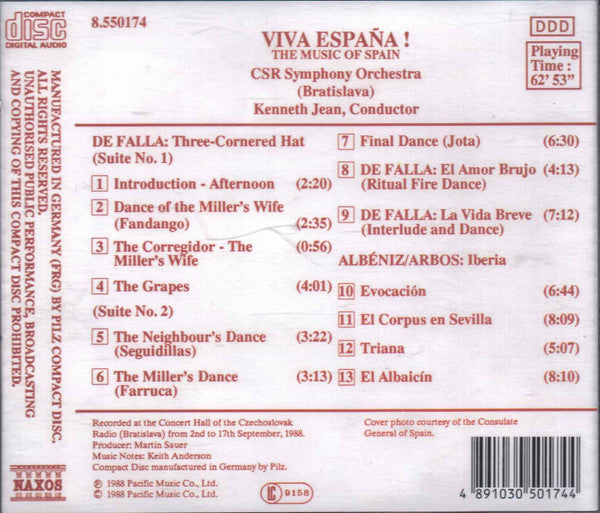 COMPACT
disc
DIGITAL AUDIO
8.550174
VIVA ESPAÑA !
THE MUSIC OF SPAIN
CSR Symphony Orchestra
(Bratislava)
Kenneth Jean, Conductor
DDD
Playing
Time :
62' 53"
DE FALLA: Three-Cornered Hat
(Suite No. 1)
1 Introduction - Afternoon (2:20)
2 Dance of the Miller's Wife
(Fandango) (2:35)
3 The Corregidor - The (0:56)
Miller's Wife
4 The Grapes (4:01)
(Suite No. 2)
5 The Neighbour's Dance (3:22)
(Seguidillas)
6 The Miller's Dance (3:13)
(Farruca)
7 Final Dance (Jota) (6:30)
8 DE FALLA: El Amor Brujo (4:13)
(Ritual Fire Dance)
9 DE FALLA: La Vida Breve (7:12)
(Interlude and Dance)
ALBÉNIZ/ARBOS: Iberia
10 Evocación (6:44)
11 El Corpus en Sevilla (8:09)
12 Triana (5:07)
13 El Albaicín (8:10)
Recorded at the Concert Hall of the Czechoslovak
Radio (Bratislava) from 2nd to 17th September, 1988.
Producer: Martin Sauer
Music Notes: Keith Anderson
Compact Disc manufactured in Germany by Pilz.
℗ 1988 Pacific Music Co., Ltd.
© 1988 Pacific Music Co., Ltd.
Cover photo courtesy of the Consulate
General of Spain.
LC 9158
4 891030 501744
MANUFACTURED IN GERMANY (FRG) BY PILZ COMPACT DISC.
ALL RIGHTS RESERVED.
UNAUTHORISED PUBLIC PERFORMANCE, BROADCASTING
AND COPYING OF THIS COMPACT DISC PROHIBITED.
NAXOS